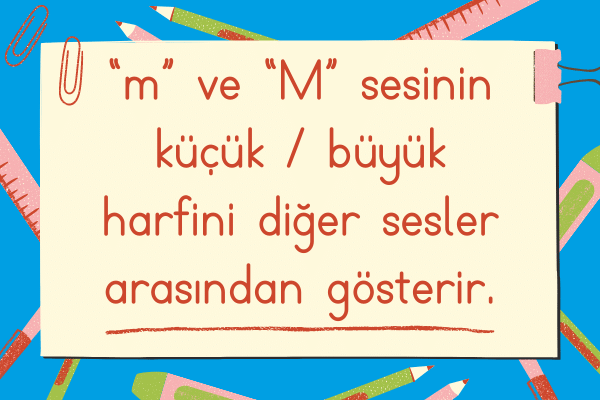 “m” ve “M” sesinin
küçük / büyük
harfini diğer sesler
arasından gösterir.